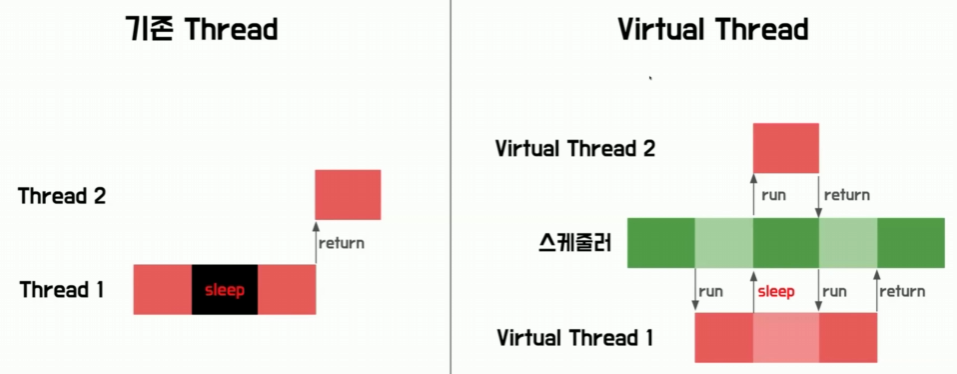 기존 Thread
Thread 2
return
Thread 1
sleep
Virtual Thread
Virtual Thread 2
run
return
스케줄러
run
sleep
run
return
Virtual Thread 1